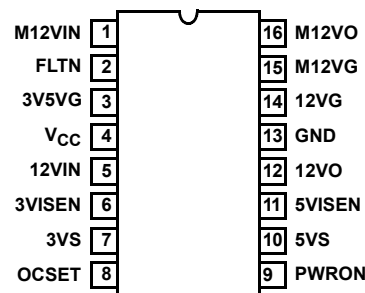 M12VIN 1 16 M12VO
FLTN 2 15 M12VG
3V5VG 3 14 12VG
VCC 4 13 GND
12VIN 5 12 12VO
3VISEN 6 11 5VISEN
3VS 7 10 5VS
OCSET 8 9 PWRON